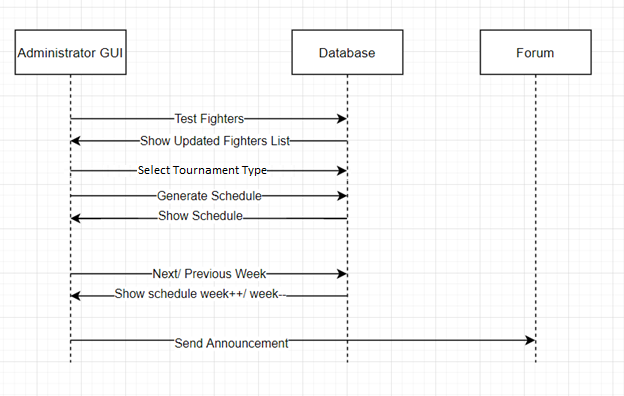 Administrator GUI
Database
Forum
Test Fighters
Show Updated Fighters List
Select Tournament Type
Generate Schedule
Show Schedule
Next/ Previous Week
Show schedule week++/ week--
Send Announcement